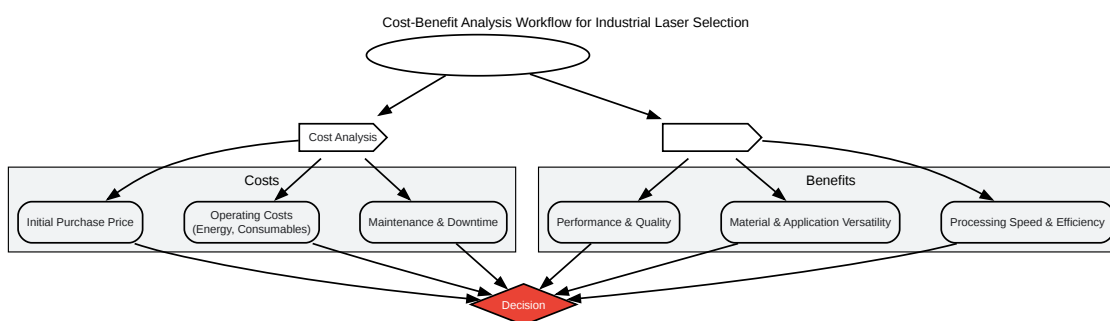 Cost-Benefit Analysis Workflow for Industrial Laser Selection
Cost Analysis
Costs
Initial Purchase Price
Operating Costs
(Energy, Consumables)
Maintenance & Downtime
Benefits
Performance & Quality
Material & Application Versatility
Processing Speed & Efficiency
Decision